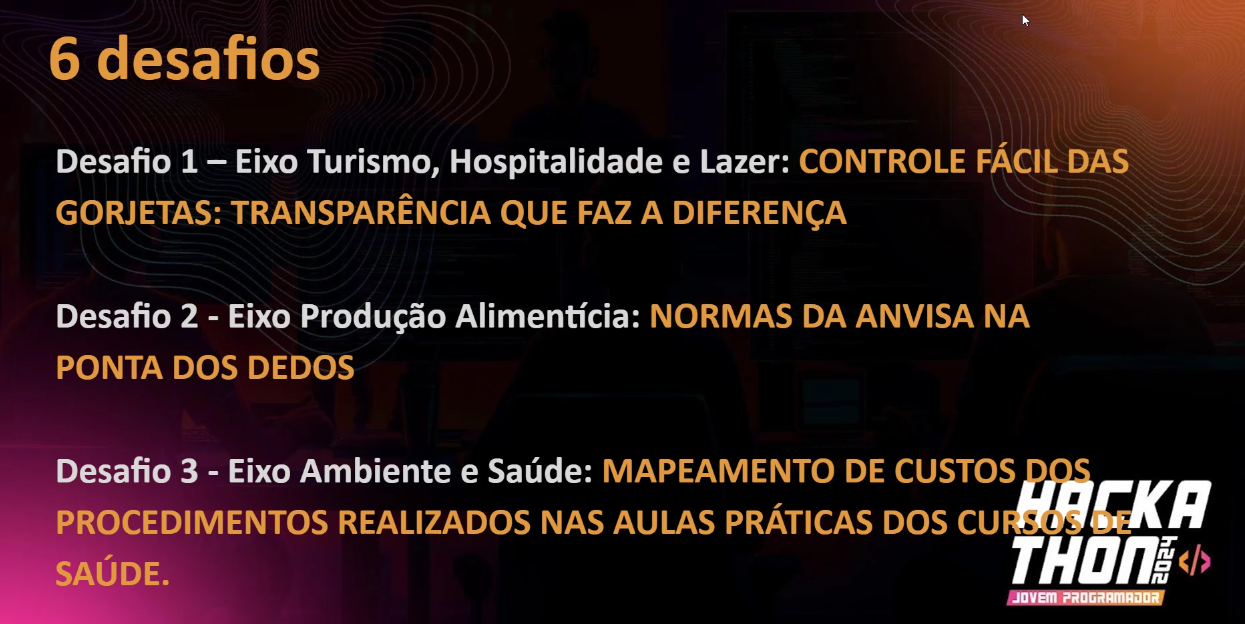 6 desafios
Desafio 1 – Eixo Turismo, Hospitalidade e Lazer: CONTROLE FÁCIL DAS
GORJETAS: TRANSPARÊNCIA QUE FAZ A DIFERENÇA
Desafio 2 - Eixo Produção Alimentícia: NORMAS DA ANVISA NA
PONTA DOS DEDOS
Desafio 3 - Eixo Ambiente e Saúde: MAPEAMENTO DE CUSTOS DOS
PROCEDIMENTOS REALIZADOS NAS AULAS PRÁTICAS DOS CURSOS DE
SAÚDE.
HACKA
THON 2024 </>
JOVEM PROGRAMADOR